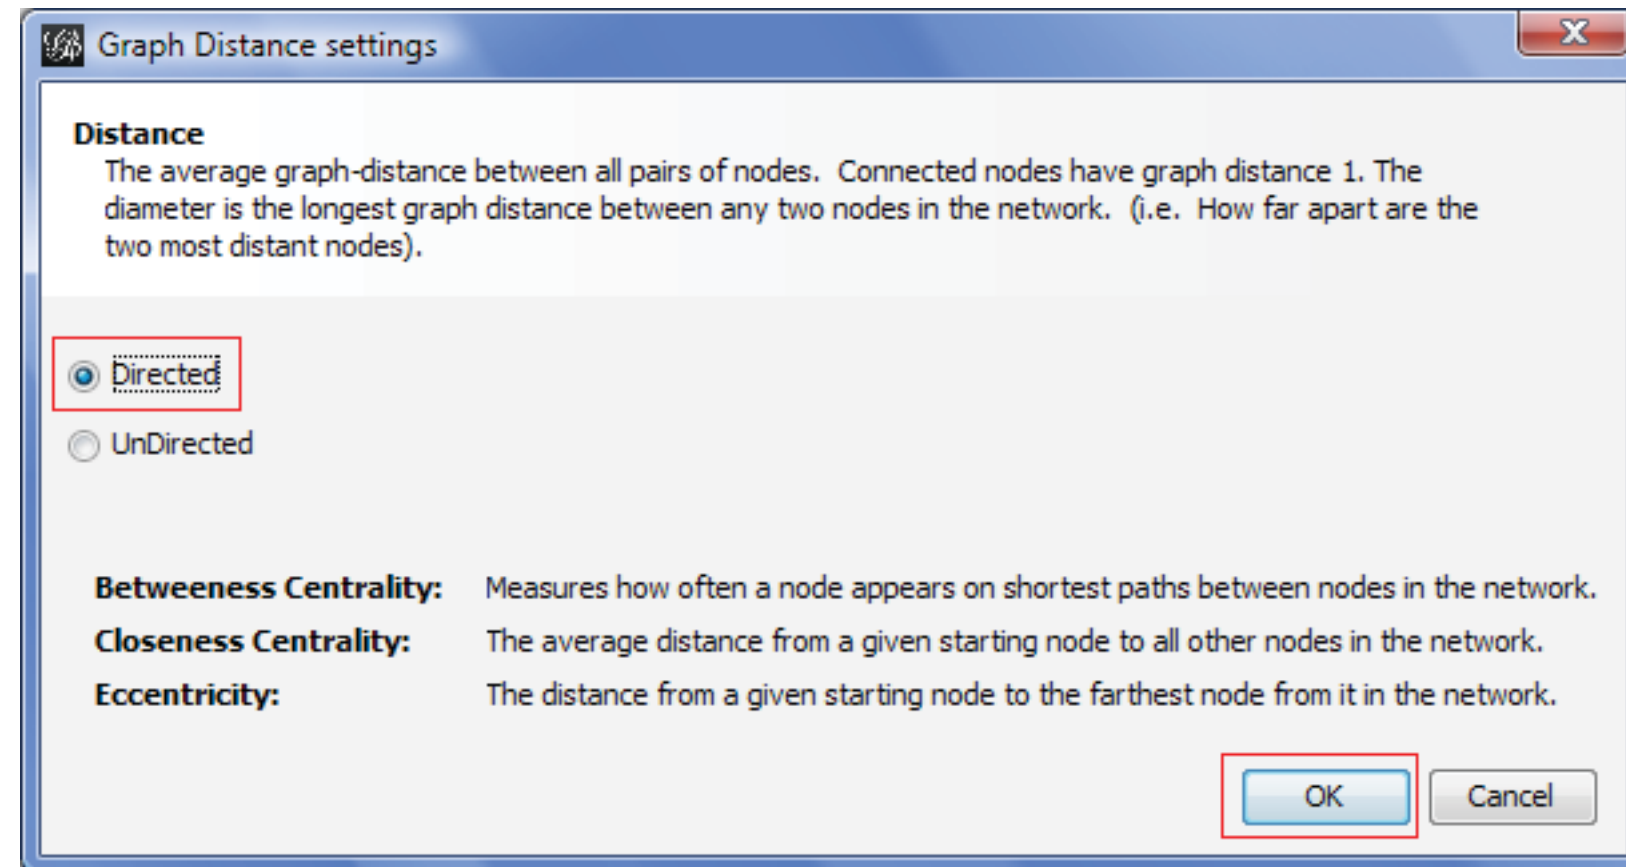 Graph Distance settings
Distance
The average graph-distance between all pairs of nodes.  Connected nodes have graph distance 1. The
diameter is the longest graph distance between any two nodes in the network.  (i.e.  How far apart are the
two most distant nodes).
Directed
UnDirected
Betweeness Centrality: Measures how often a node appears on shortest paths between nodes in the network.
Closeness Centrality: The average distance from a given starting node to all other nodes in the network.
Eccentricity: The distance from a given starting node to the farthest node from it in the network.
OK Cancel